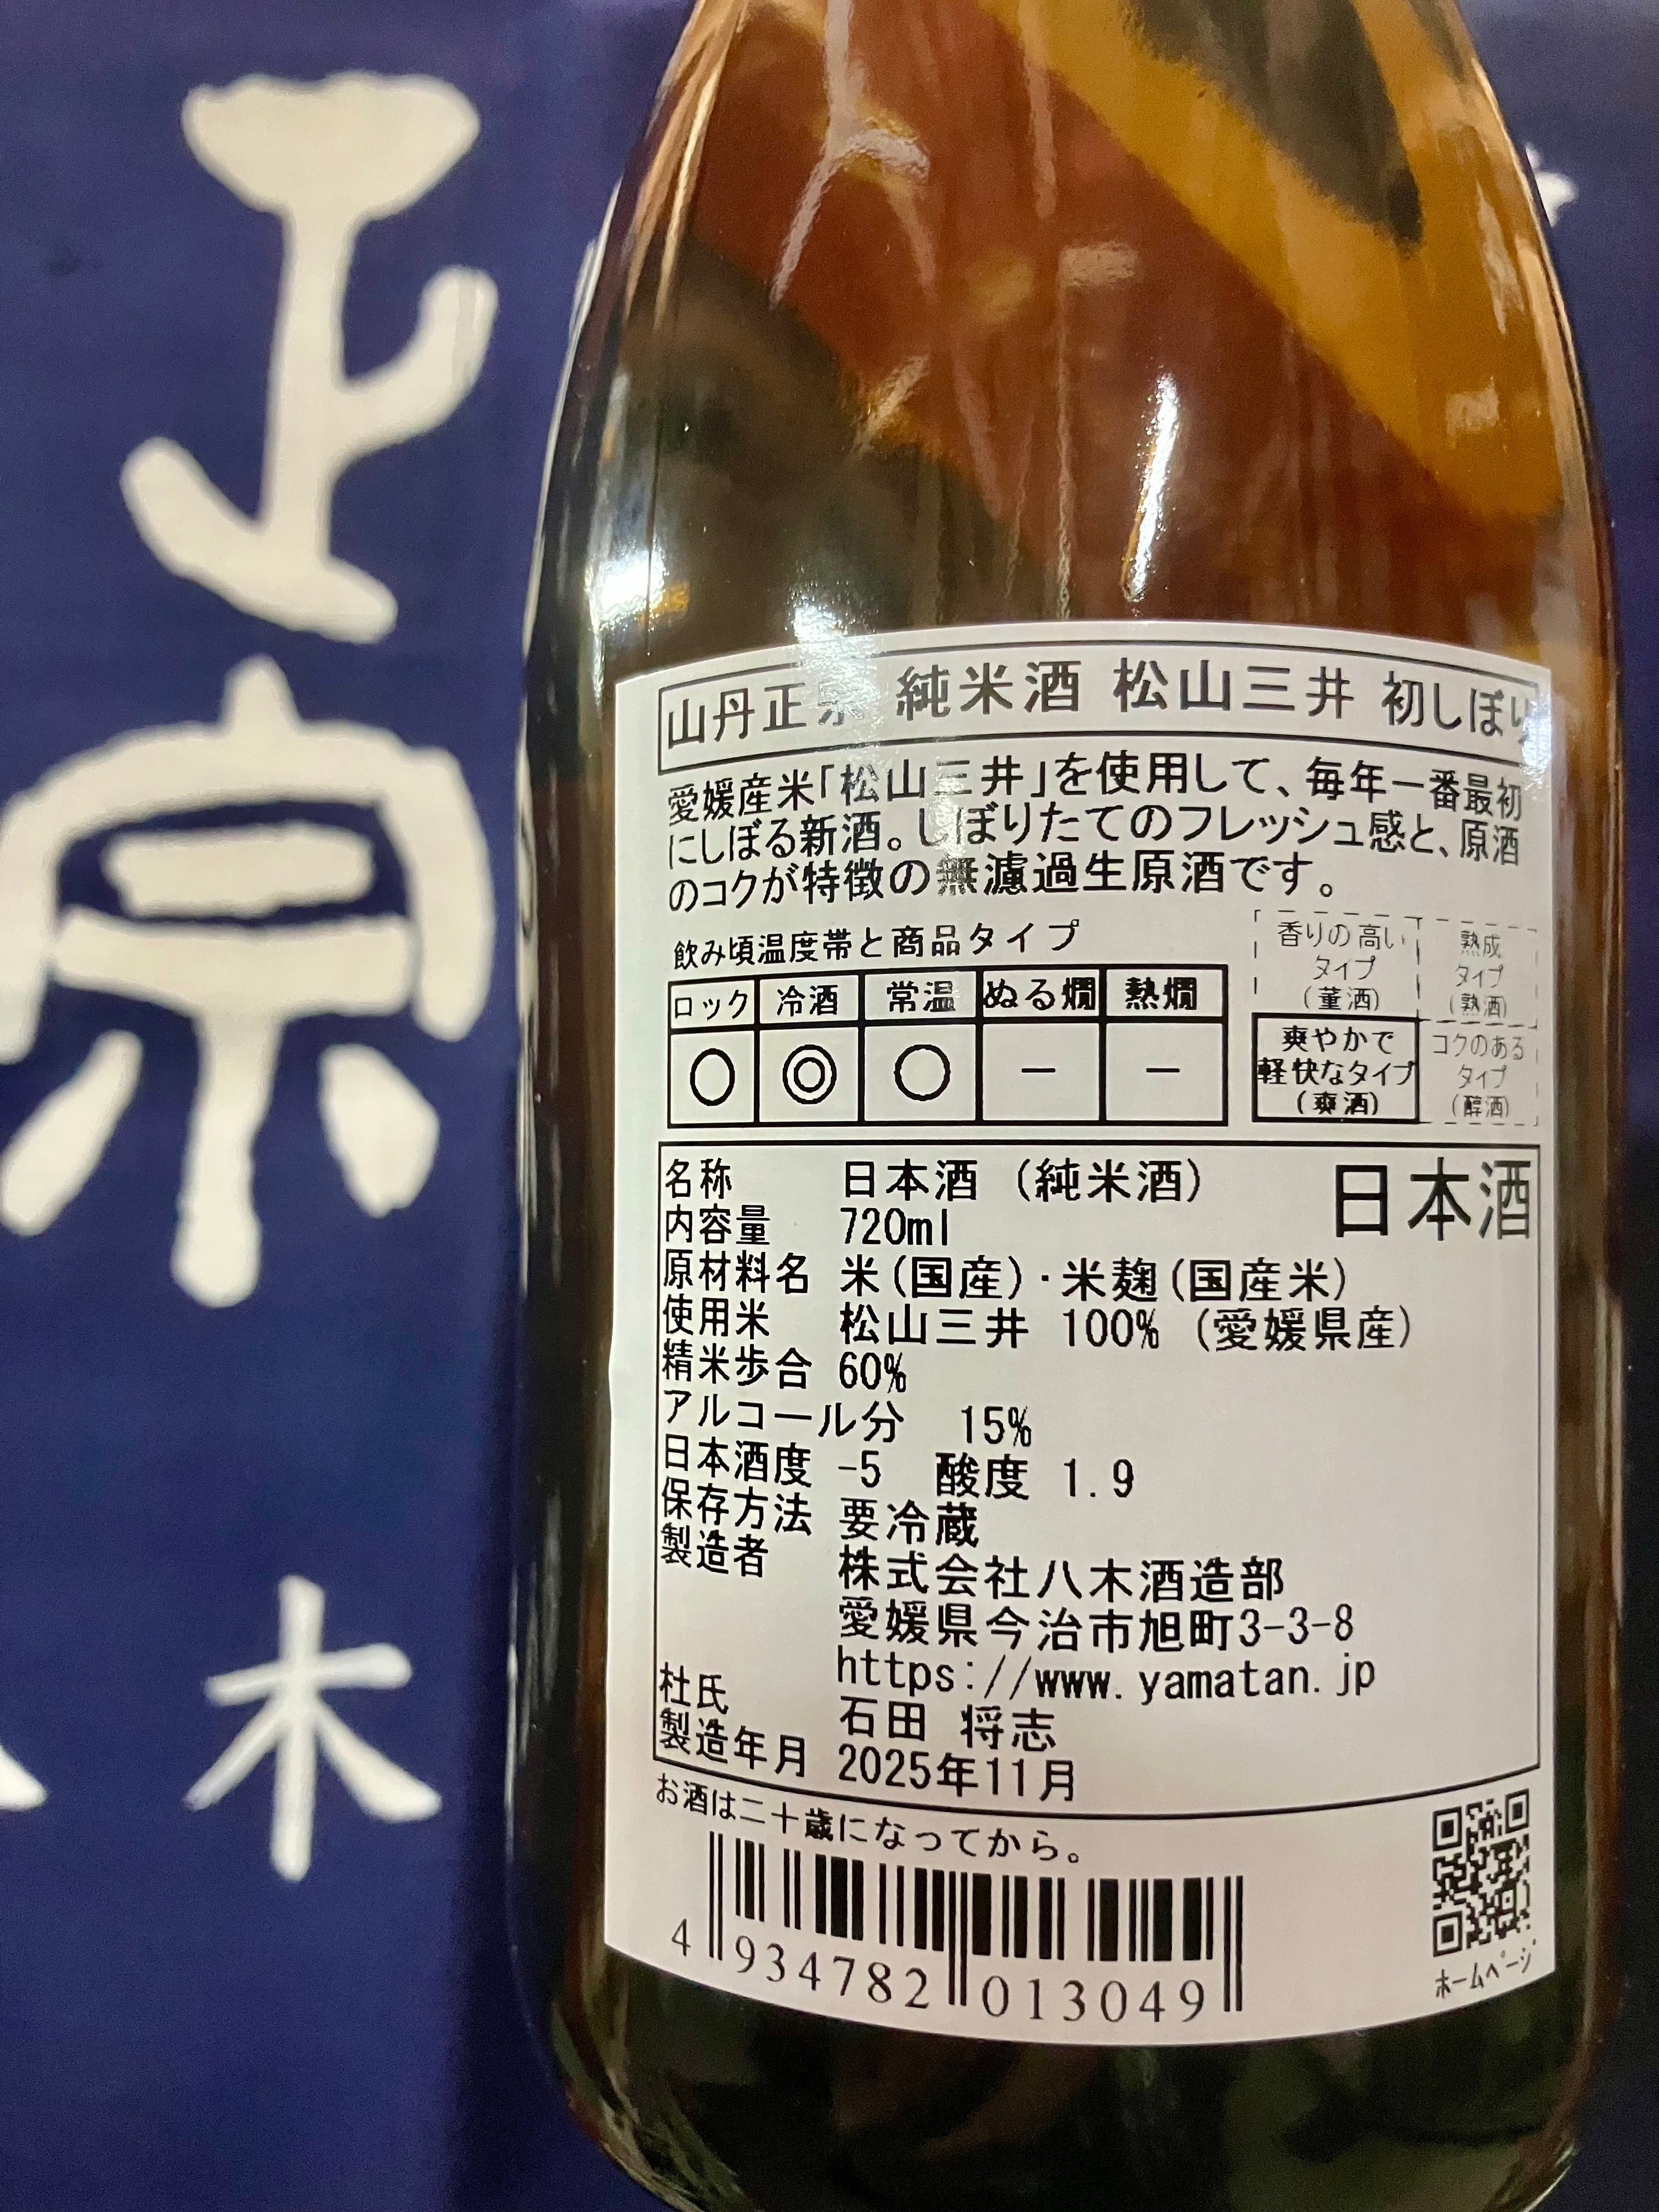 正
宗
木
山丹正宗 純米酒 松山三井 初しぼり
愛媛産米「松山三井」を使用して、毎年一番最初
にしぼる新酒。しぼりたてのフレッシュ感と、原酒
のコクが特徴の無濾過生原酒です。
飲み頃温度帯と商品タイプ
ロック 冷酒 常温 ぬる燗 熱燗
○ ◎ ○ − −
香りの高い
タイプ
(薫酒)
熟成
タイプ
(熟酒)
爽やかで
軽快なタイプ
(爽酒)
コクのある
タイプ
(醇酒)
日本酒
名称 日本酒 (純米酒)
内容量 720ml
原材料名 米(国産)・米麹(国産米)
使用米 松山三井 100% (愛媛県産)
精米歩合 60%
アルコール分 15%
日本酒度 -5 酸度 1.9
保存方法 要冷蔵
製造者 株式会社八木酒造部
愛媛県今治市旭町3-3-8
https://www.yamatan.jp
杜氏 石田 将志
製造年月 2025年11月
お酒は二十歳になってから。
4 934782 013049
ホームページ